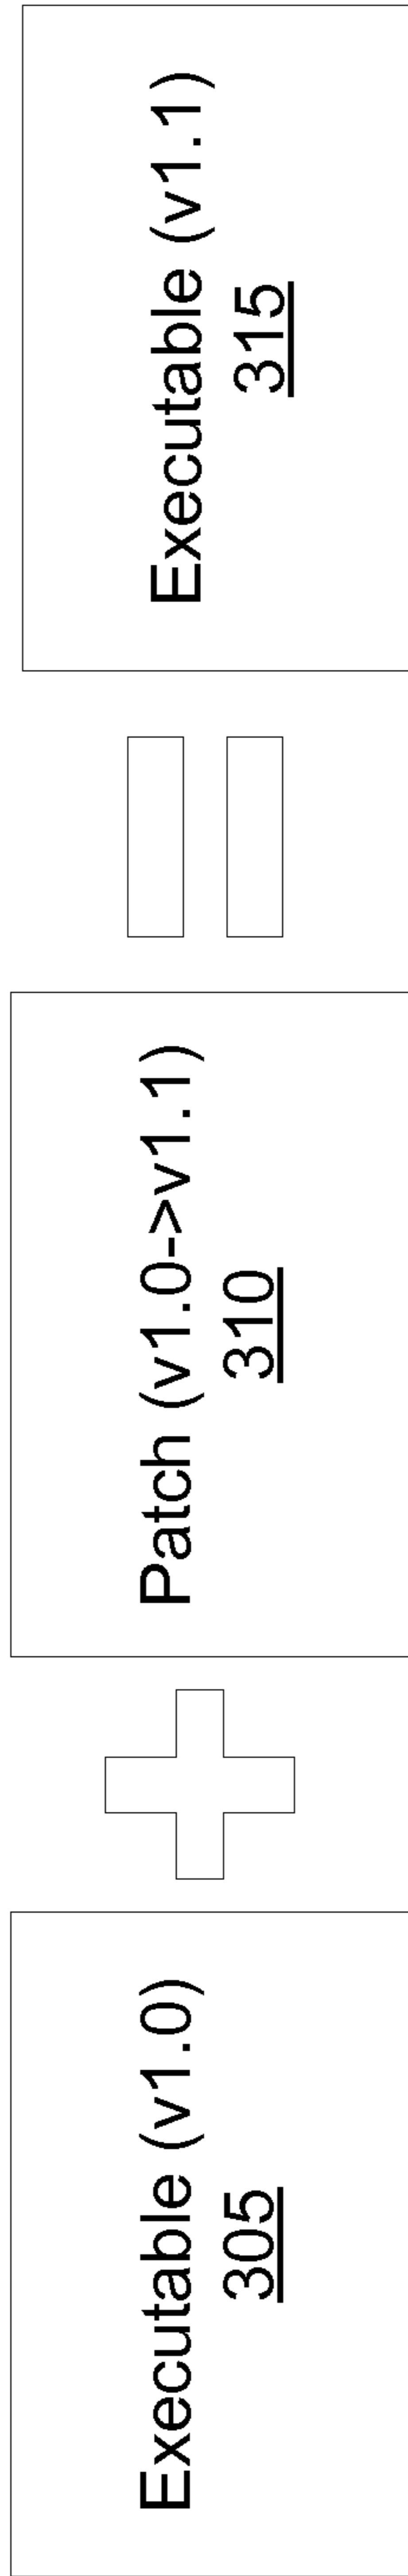 Executable (v1.0)
305
Patch (v1.0->v1.1)
310
Executable (v1.1)
315